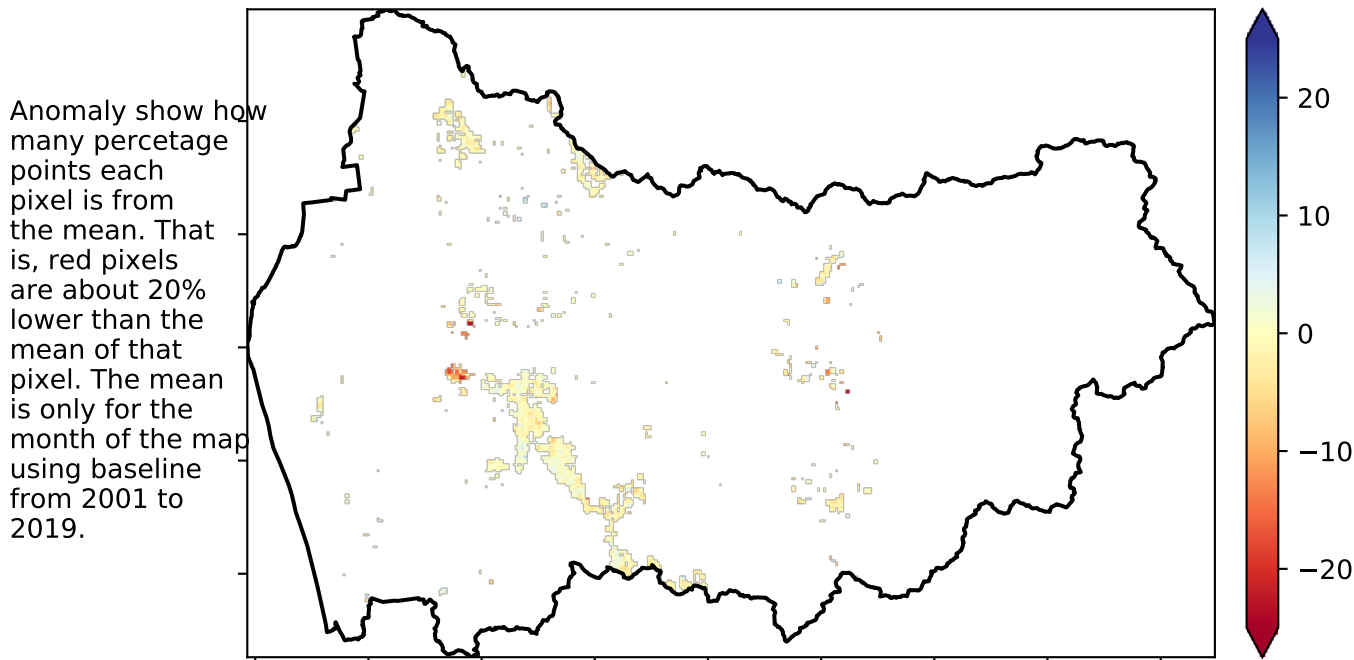 Anomaly show how
many percetage
points each
pixel is from
the mean. That
is, red pixels
are about 20%
lower than the
mean of that
pixel. The mean
is only for the
month of the map
using baseline
from 2001 to
2019.
20
10
0
−10
−20